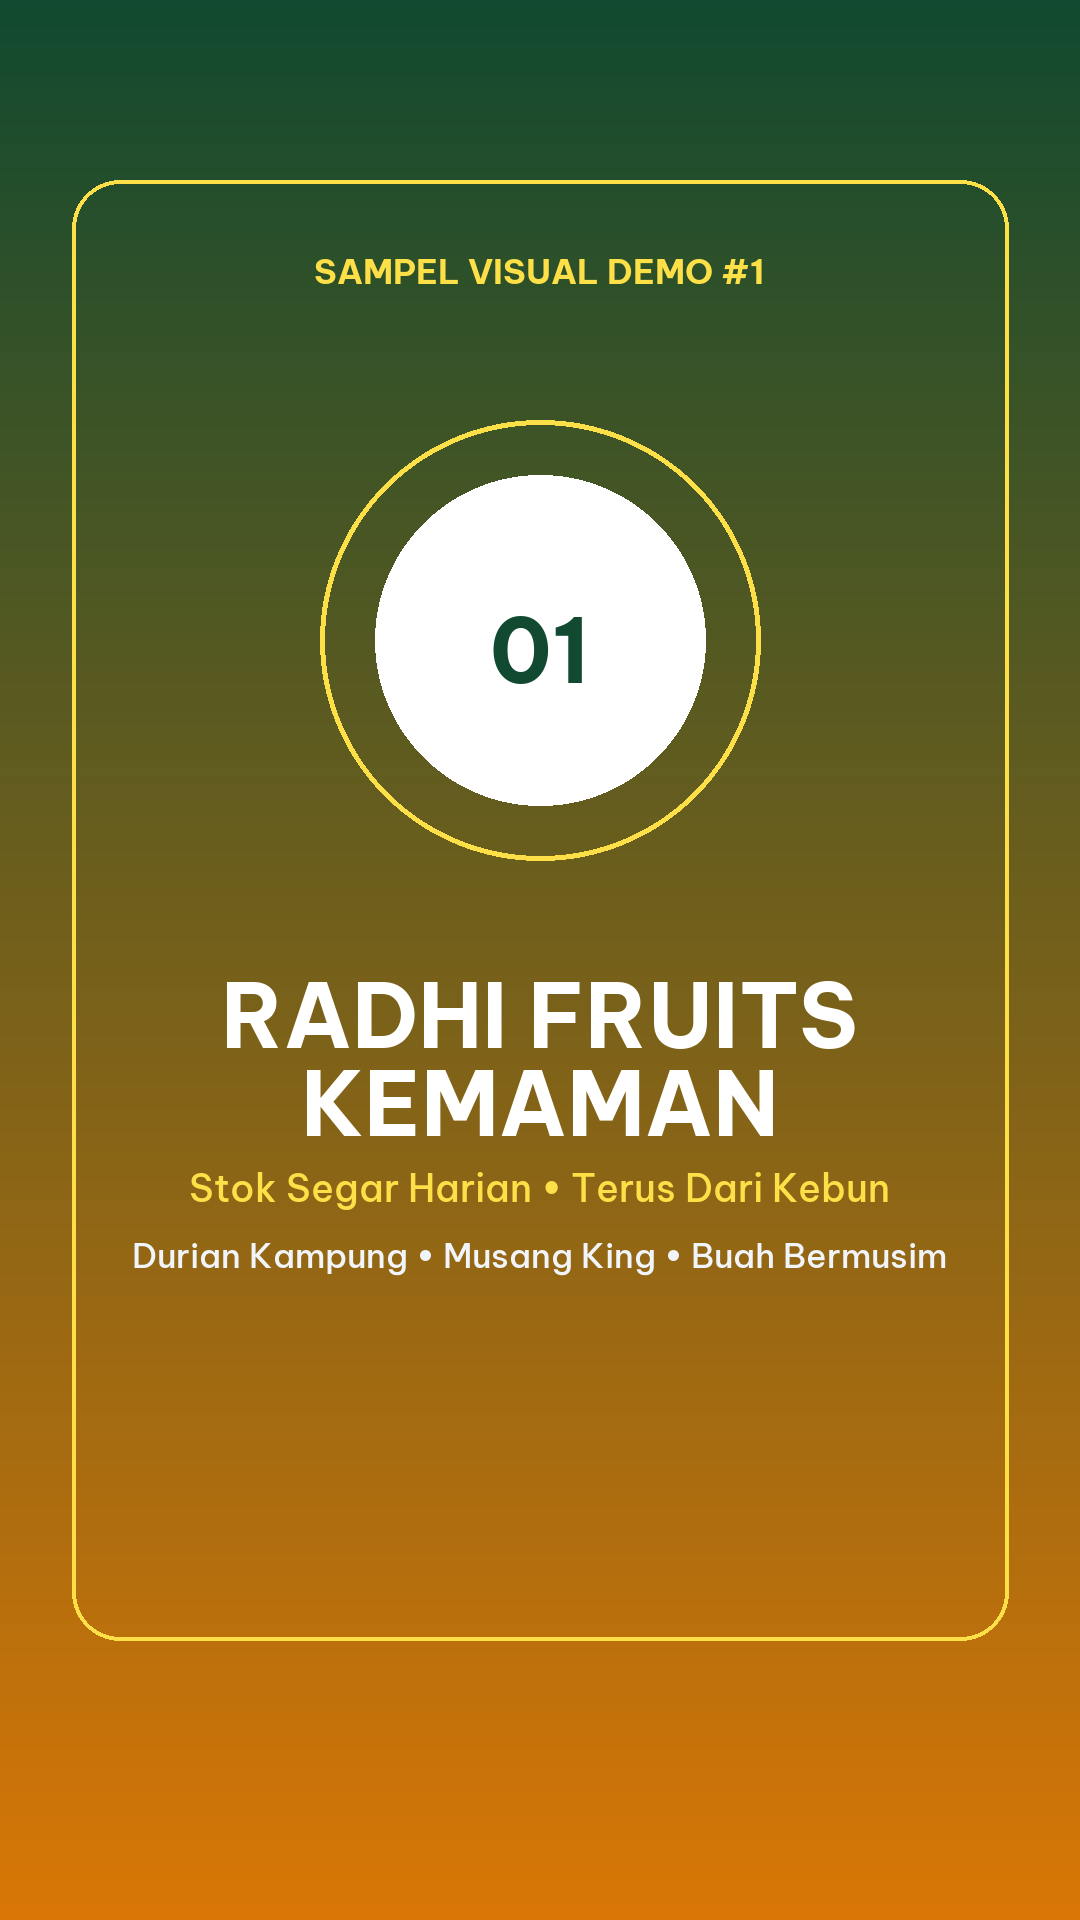 SAMPEL VISUAL DEMO #1
01
RADHI FRUITS
KEMAMAN
Stok Segar Harian • Terus Dari Kebun
Durian Kampung • Musang King • Buah Bermusim